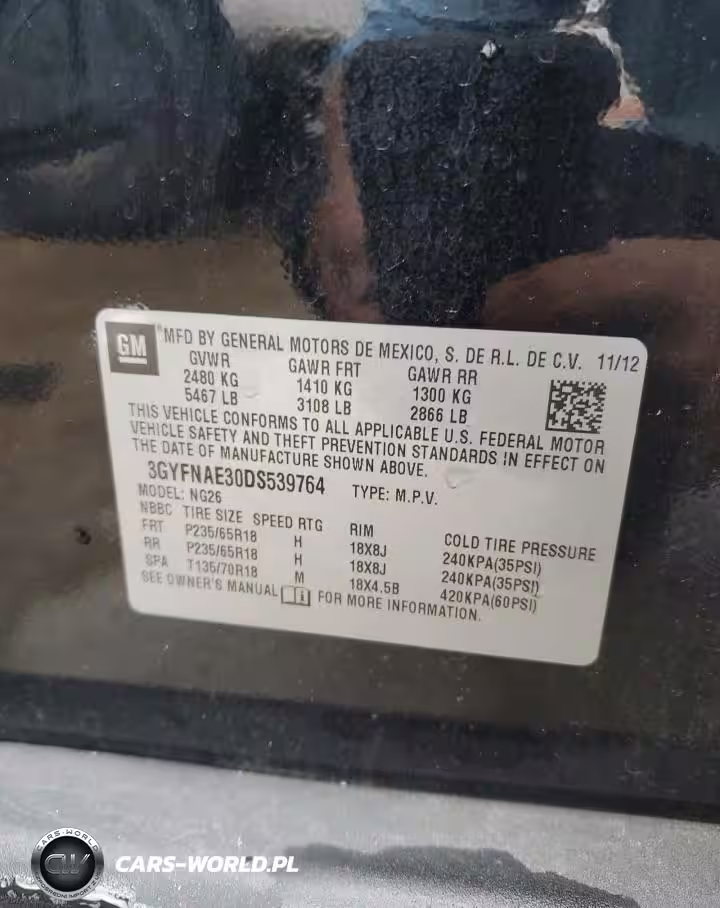 GM
®MFD BY GENERAL MOTORS DE MEXICO, S. DE R.L. DE C.V. 11/12
GVWR GAWR FRT GAWR RR
2480 KG 1410 KG 1300 KG
5467 LB 3108 LB 2866 LB
THIS VEHICLE CONFORMS TO ALL APPLICABLE U.S. FEDERAL MOTOR
VEHICLE SAFETY AND THEFT PREVENTION STANDARDS IN EFFECT ON
THE DATE OF MANUFACTURE SHOWN ABOVE.
3GYFNAE30DS539764 TYPE: M.P.V.
MODEL: NG26
NBBC TIRE SIZE SPEED RTG RIM COLD TIRE PRESSURE
FRT P235/65R18 H 18X8J 240KPA(35PSI)
RR P235/65R18 H 18X8J 240KPA(35PSI)
SPA T135/70R18 M 18X4.5B 420KPA(60PSI)
SEE OWNER'S MANUAL FOR MORE INFORMATION.
CARS-WORLD
CW
CARS-WORLD.PL